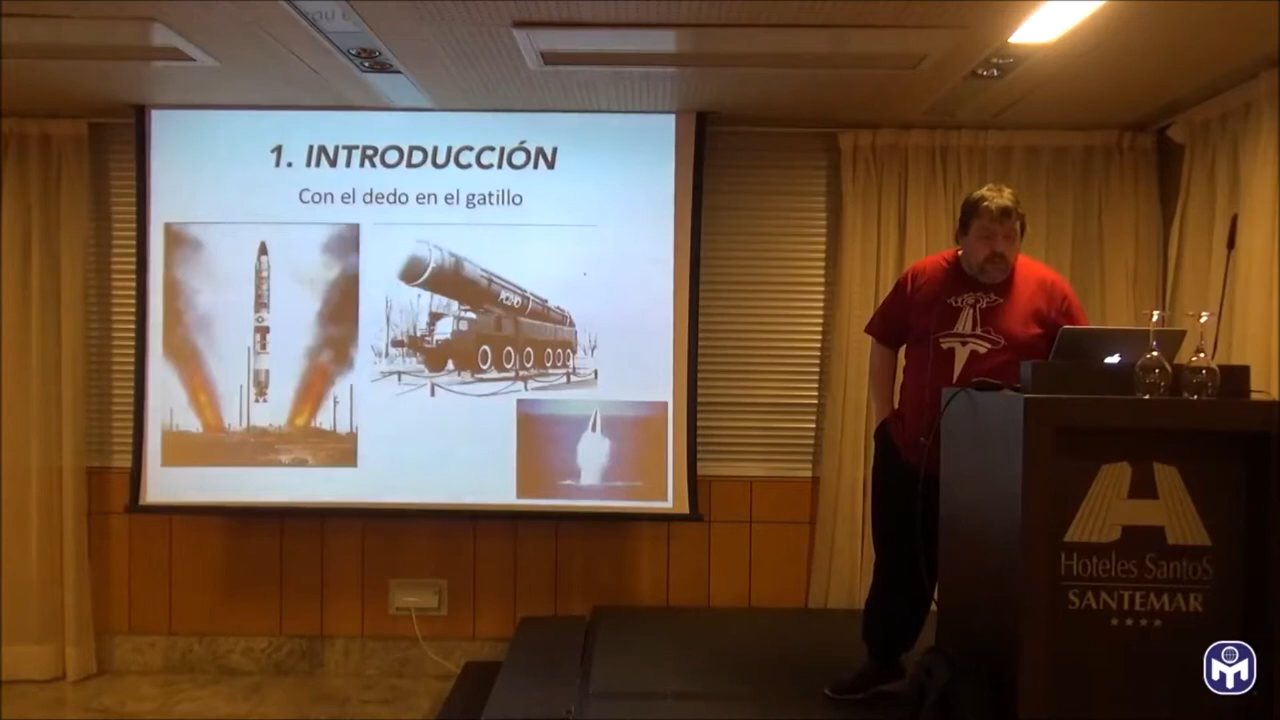 1. INTRODUCCIÓN
Con el dedo en el gatillo
Hoteles SantoS
SANTEMAR